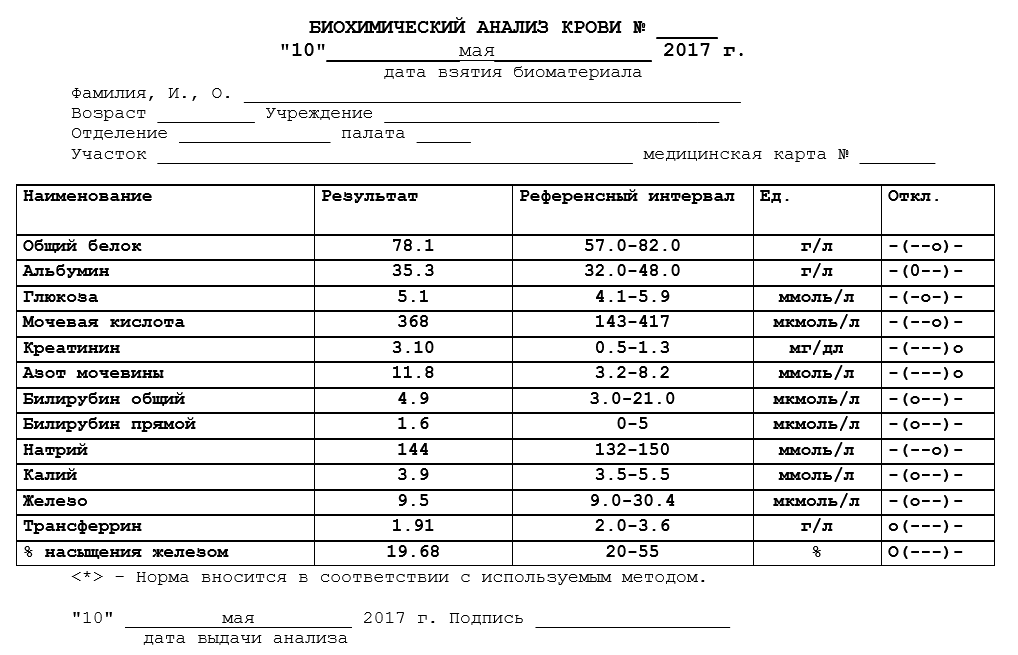 БИОХИМИЧЕСКИЙ АНАЛИЗ КРОВИ № _____
"10"____________мая______________ 2017 г.
дата взятия биоматериала
Фамилия, И., О. ______________________________________________
Возраст _________ Учреждение _______________________________
Отделение ______________ палата _____
Участок ____________________________________________ медицинская карта № _______
Наименование Результат Референсный интервал Ед. Откл.
Общий белок 78.1 57.0-82.0 г/л -(--о)-
Альбумин 35.3 32.0-48.0 г/л -(0--)-
Глюкоза 5.1 4.1-5.9 ммоль/л -(-о-)-
Мочевая кислота 368 143-417 мкмоль/л -(--о)-
Креатинин 3.10 0.5-1.3 мг/дл -(---)о
Азот мочевины 11.8 3.2-8.2 ммоль/л -(---)о
Билирубин общий 4.9 3.0-21.0 мкмоль/л -(о--)-
Билирубин прямой 1.6 0-5 мкмоль/л -(о--)-
Натрий 144 132-150 ммоль/л -(--о)-
Калий 3.9 3.5-5.5 ммоль/л -(о--)-
Железо 9.5 9.0-30.4 мкмоль/л -(о--)-
Трансферрин 1.91 2.0-3.6 г/л о(---)-
% насыщения железом 19.68 20-55 % О(---)-
<*> – Норма вносится в соответствии с используемым методом.
"10" _________мая_________ 2017 г. Подпись __________________
дата выдачи анализа